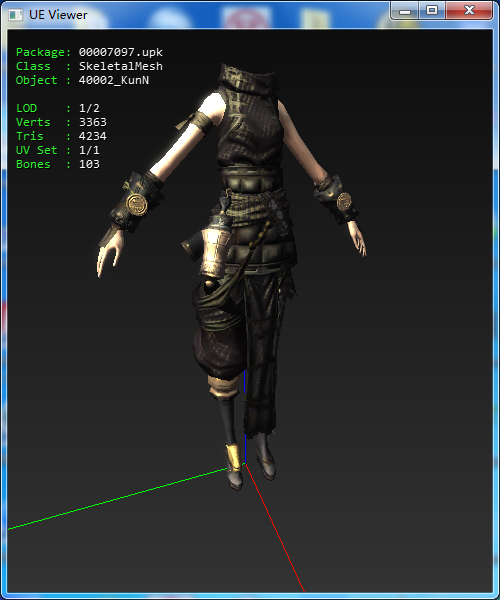 UE Viewer
Package: 00007097.upk
Class : SkeletalMesh
Object : 40002_KunN
LOD : 1/2
Verts : 3363
Tris : 4234
UV Set : 1/1
Bones : 103